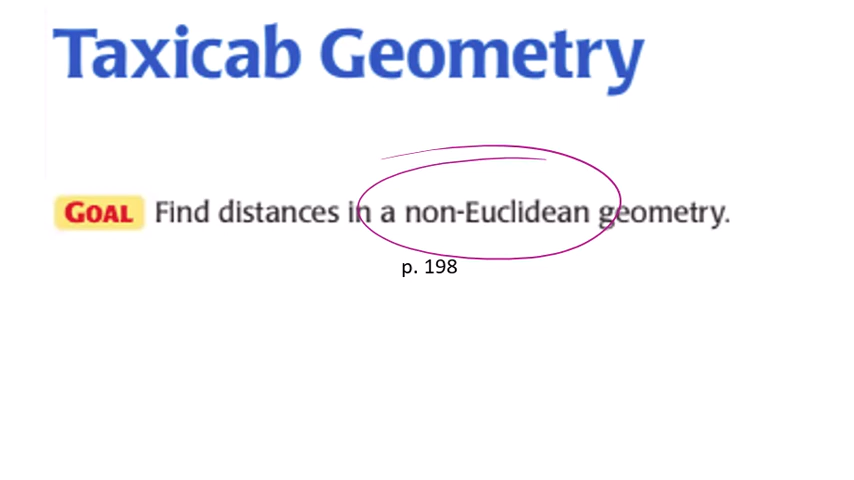 Taxicab Geometry
GOAL Find distances in a non-Euclidean geometry.
p. 198